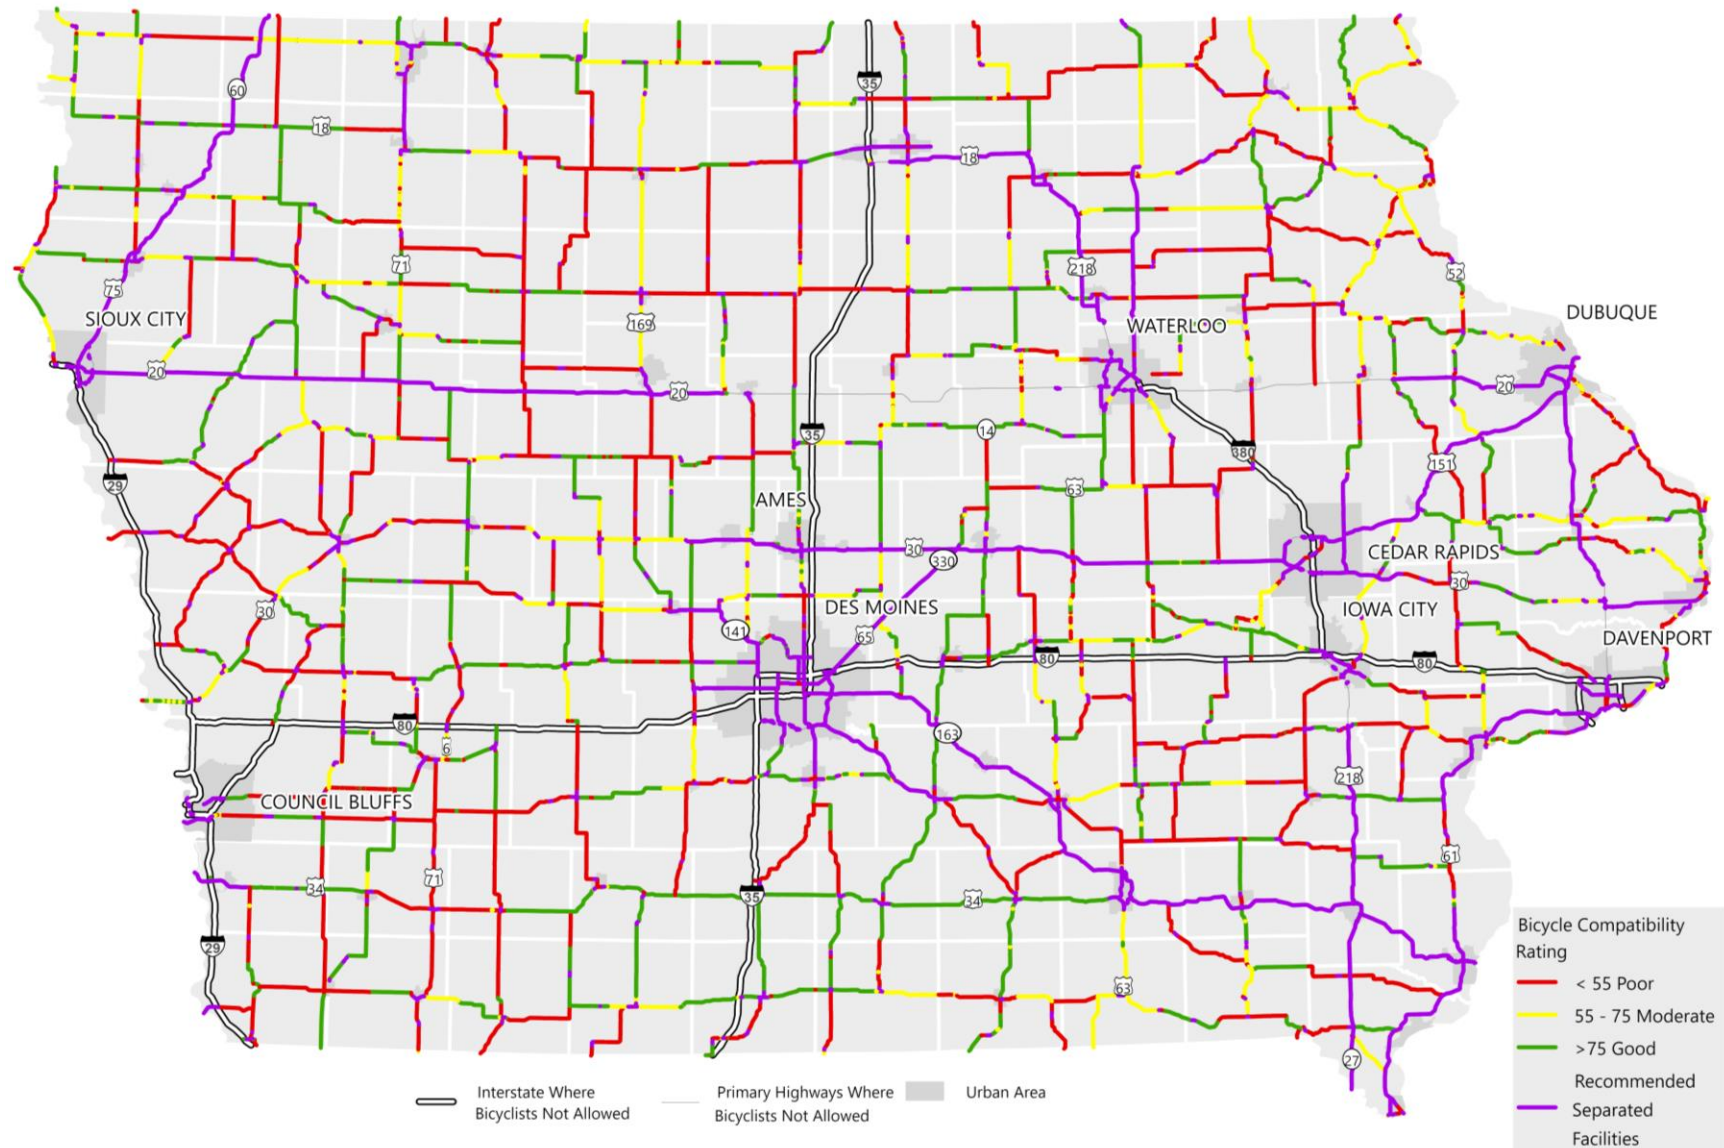 35
60
18
18
71
52
218
75
SIOUX CITY
169
WATERLOO
DUBUQUE
20
20
20
35
14
380
151
29
63
AMES
30
330
CEDAR RAPIDS
30
30
DES MOINES
IOWA CITY
141
65
DAVENPORT
80
80
80
6
163
218
COUNCIL BLUFFS
61
34
71
35
34
29
63
27
Bicycle Compatibility
Rating
< 55 Poor
55 - 75 Moderate
>75 Good
Recommended
Separated
Facilities
Interstate Where
Bicyclists Not Allowed
Primary Highways Where
Bicyclists Not Allowed
Urban Area